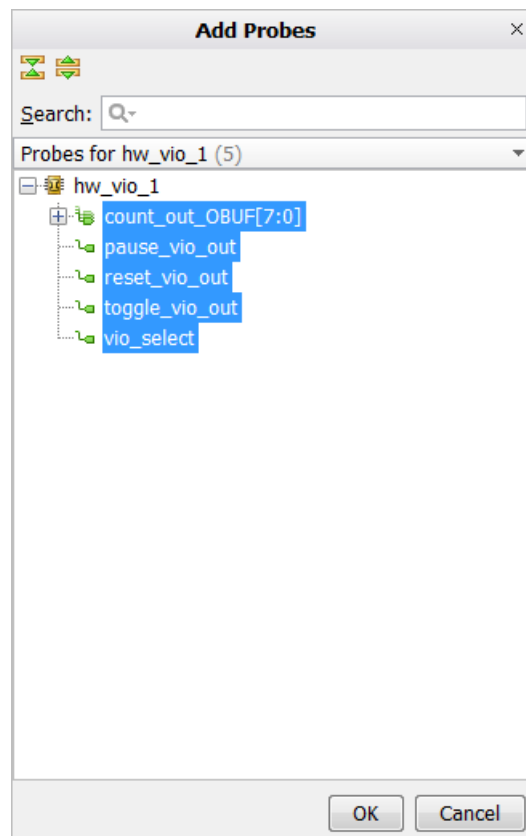 Add Probes
Search:
Probes for hw_vio_1 (5)
hw_vio_1
count_out_OBUF[7:0]
pause_vio_out
reset_vio_out
toggle_vio_out
vio_select
OK Cancel